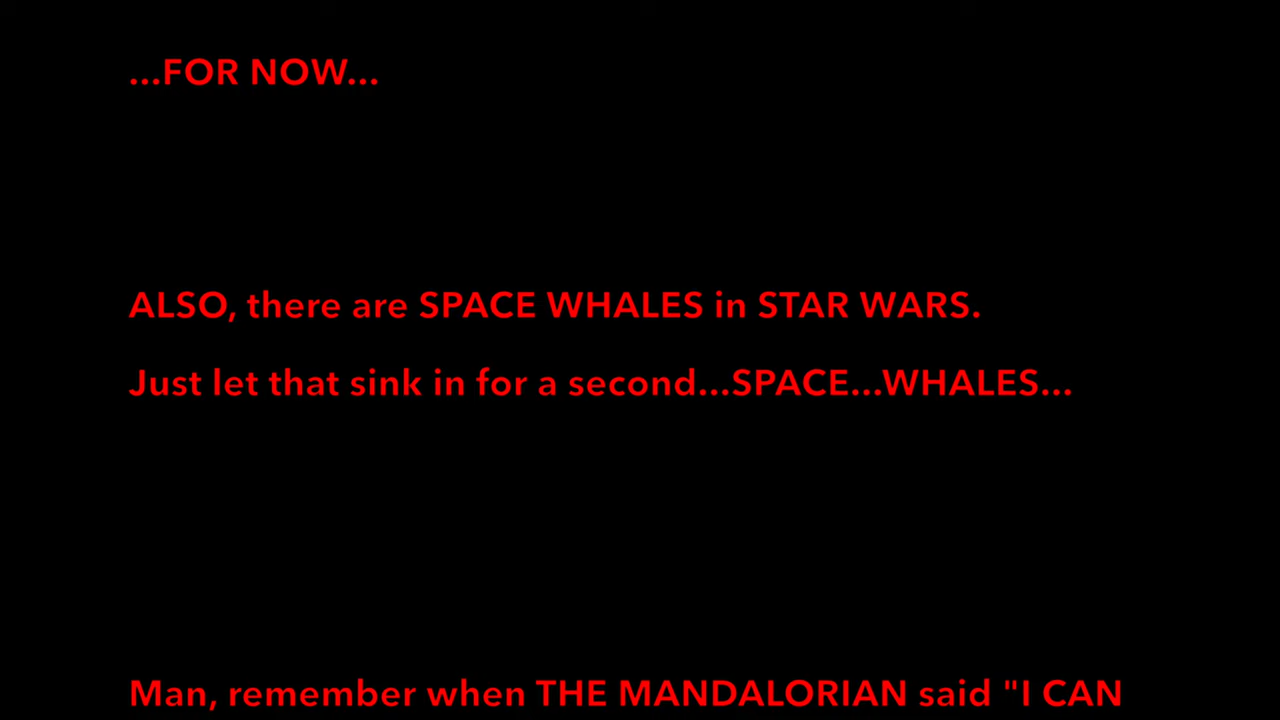 ...FOR NOW...
ALSO, there are SPACE WHALES in STAR WARS.
Just let that sink in for a second...SPACE...WHALES...
Man, remember when THE MANDALORIAN said "I CAN